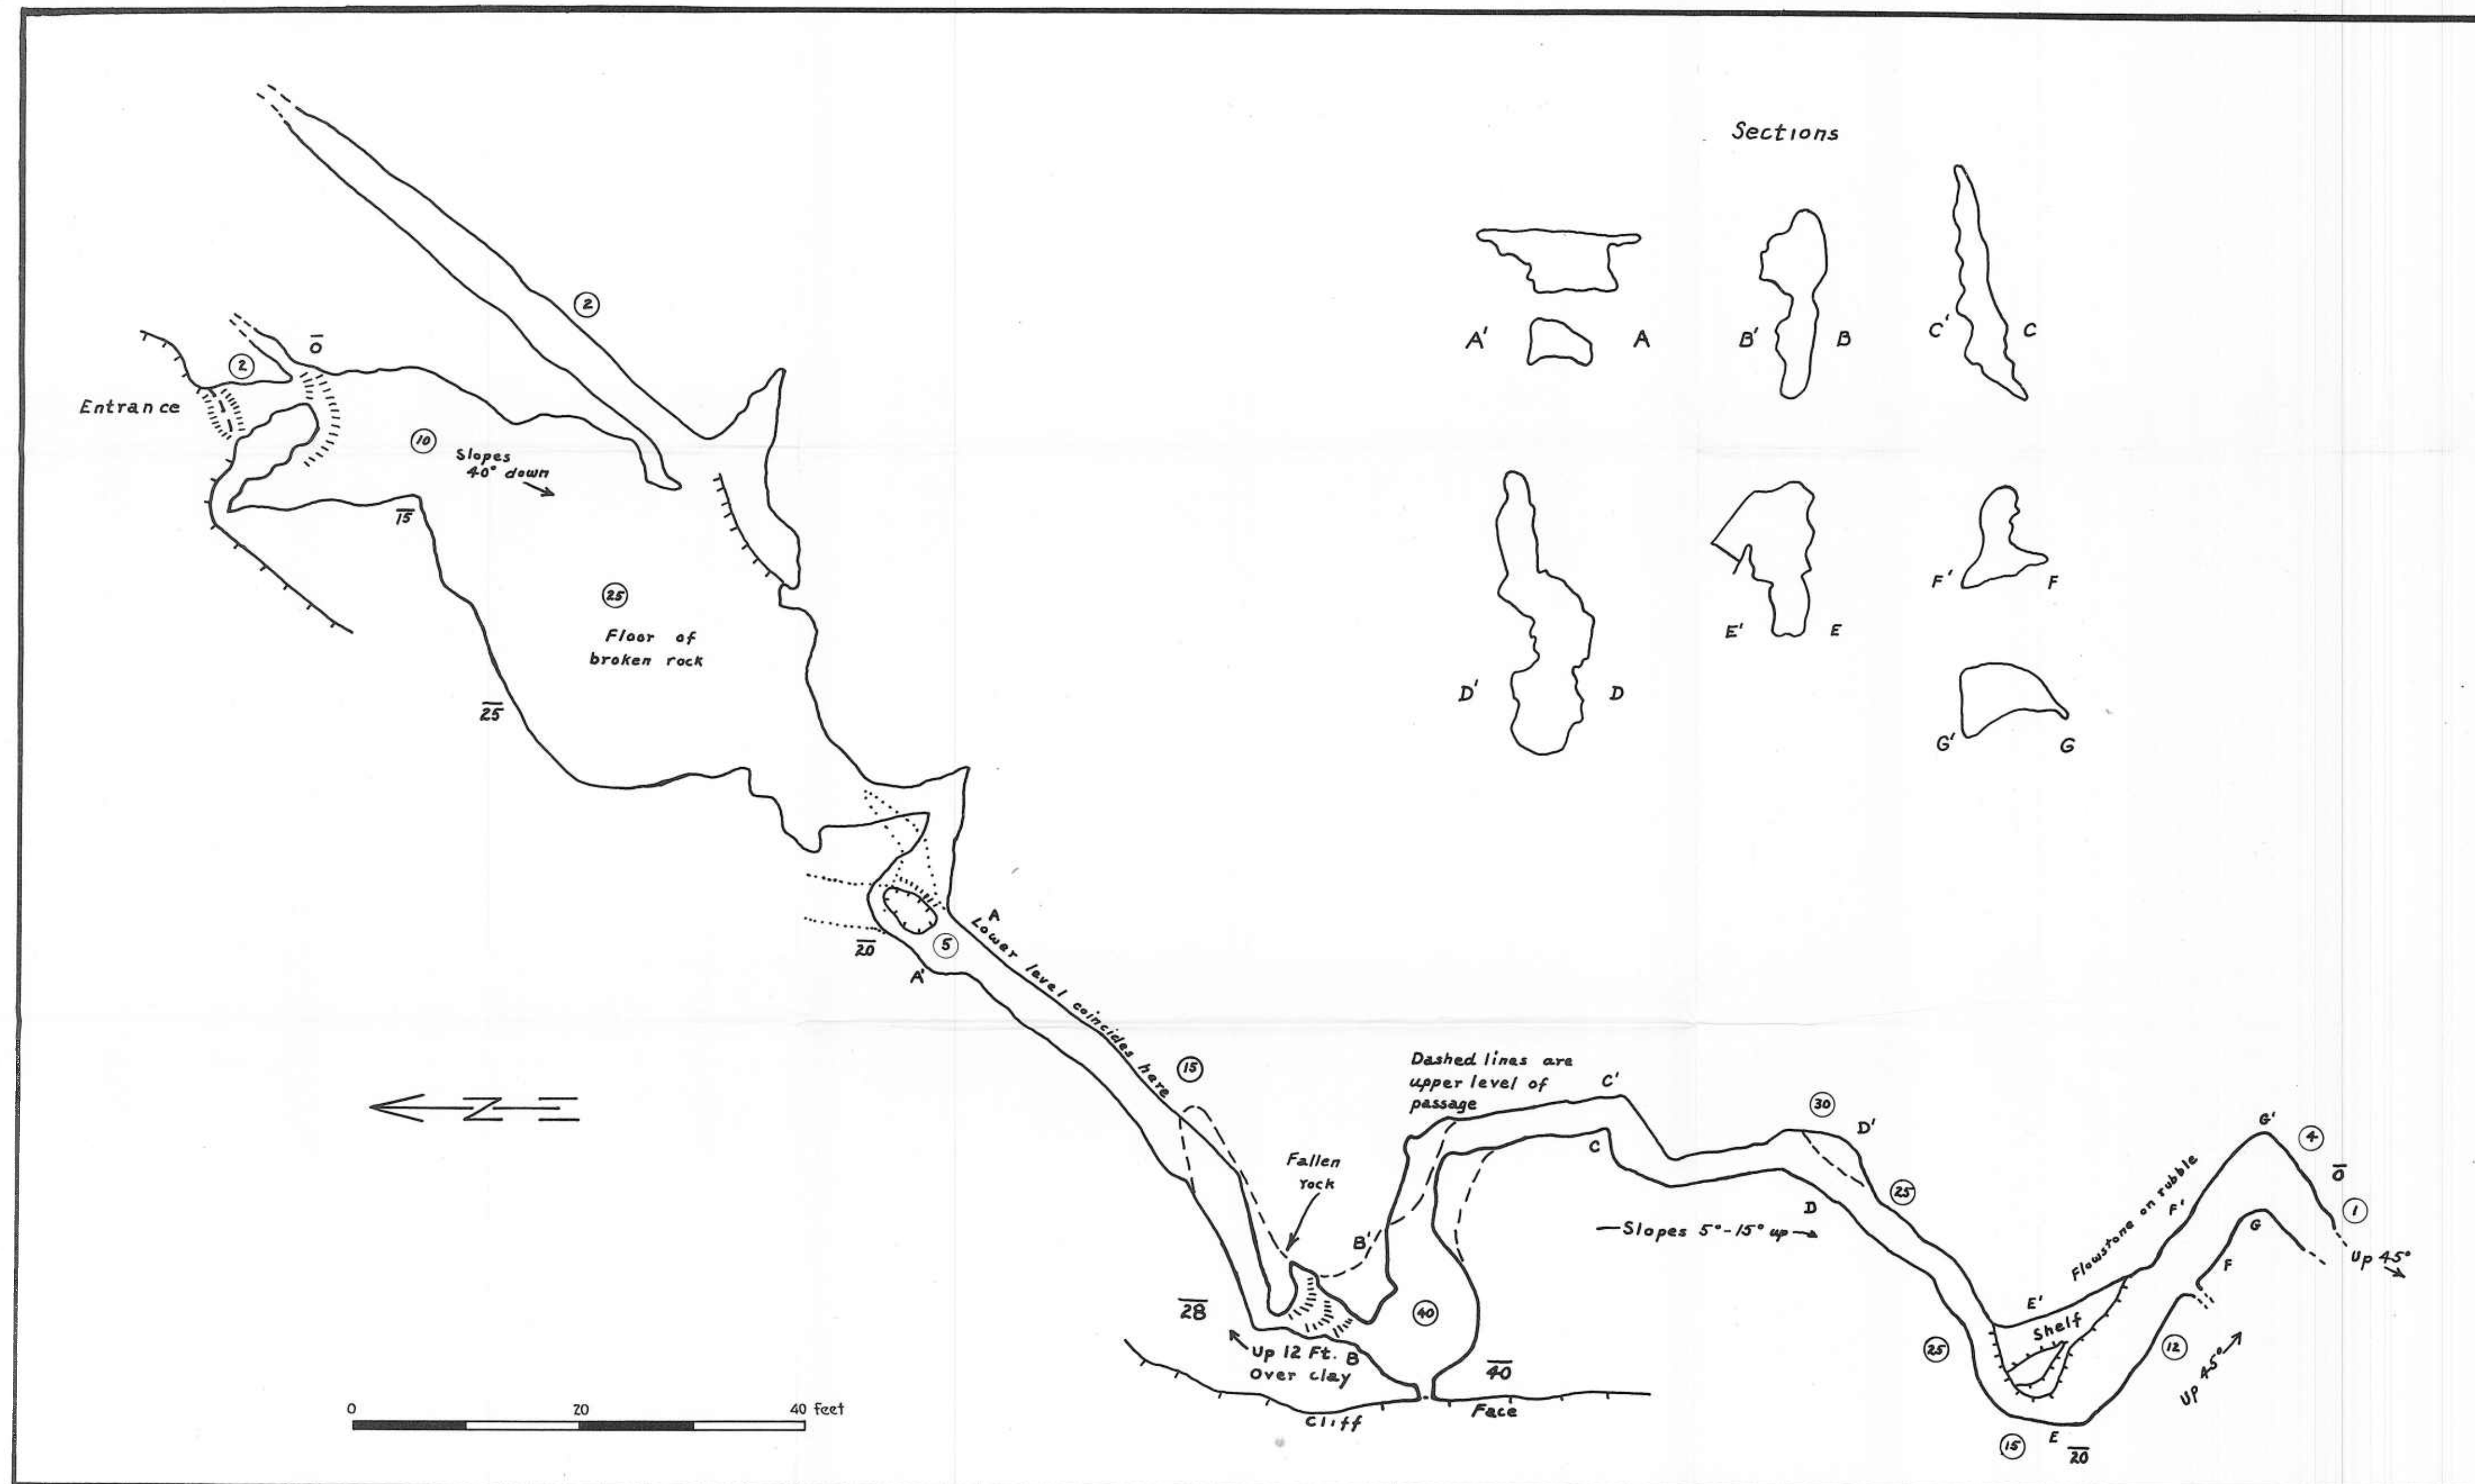 Sections
A' A
B' B
C' C
D' D
E' E
F' F
G' G
2
2
0
Entrance
10
Slopes
40° down
15
25
Floor of
broken rock
25
20
5
A
A'
Lower level coincides here
15
N
Dashed lines are
upper level of
passage
C'
C
30
D'
D
25
Slopes 5°-15° up
Fallen
rock
B'
B
28
Up 12 Ft.
Over clay
40
40
Cliff Face
0 20 40 feet
Flowstone on rubble
E'
Shelf
F'
F
G'
G
4
0
1
Up 45°
25
12
UP 45°
15
E
20